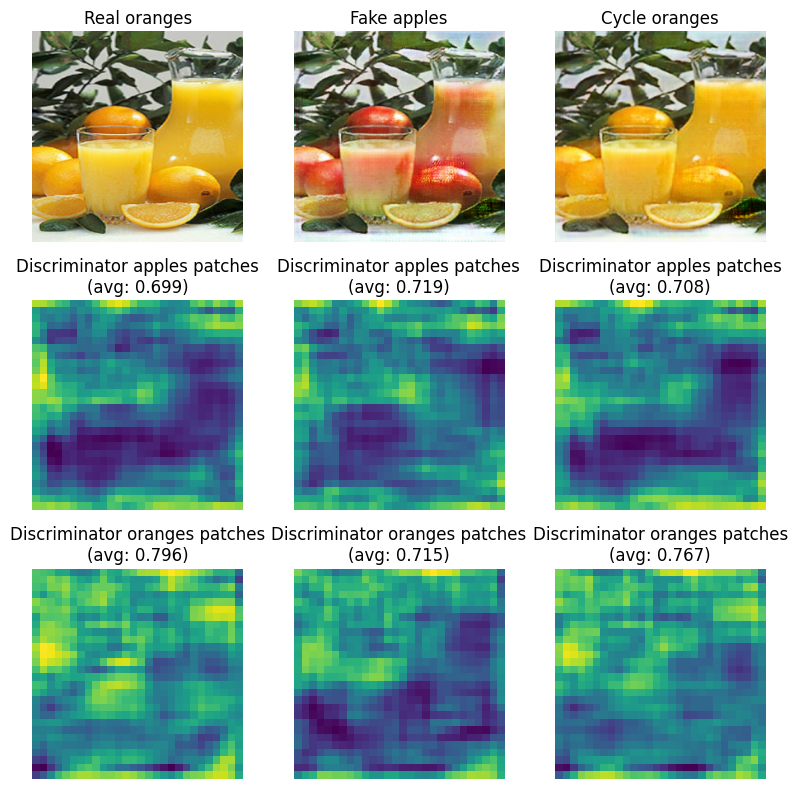 Real oranges
Fake apples
Cycle oranges
Discriminator apples patches
(avg: 0.699)
Discriminator apples patches
(avg: 0.719)
Discriminator apples patches
(avg: 0.708)
Discriminator oranges patches
(avg: 0.796)
Discriminator oranges patches
(avg: 0.715)
Discriminator oranges patches
(avg: 0.767)